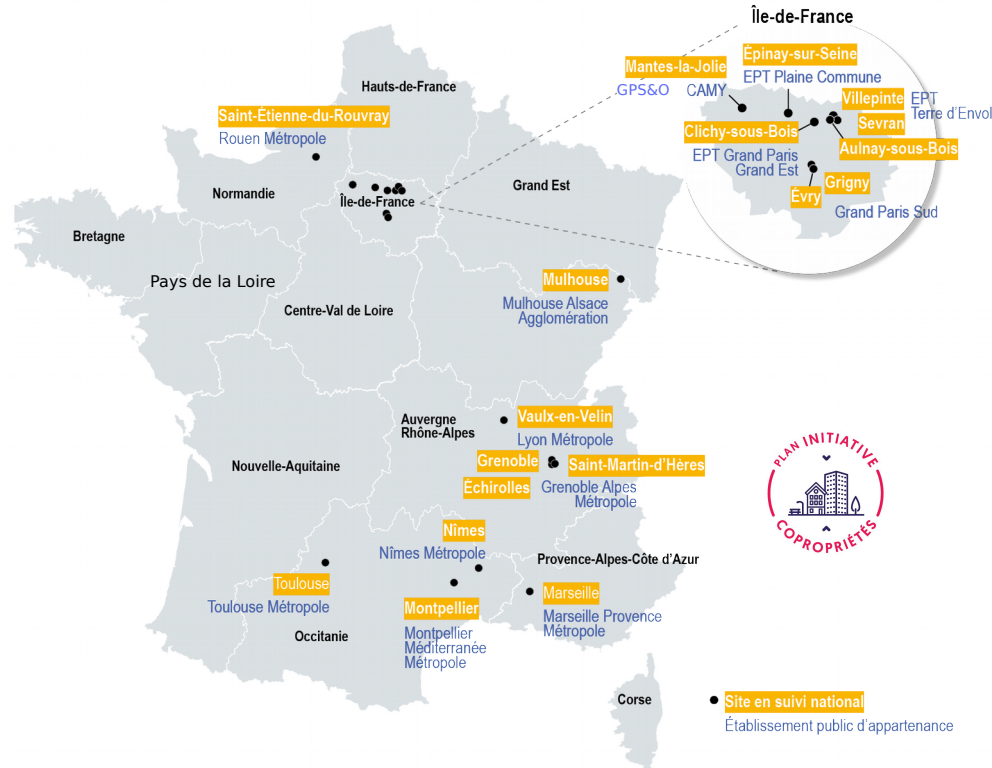 Île-de-France
Hauts-de-France
Épinay-sur-Seine
Mantes-la-Jolie
EPT Plaine Commune
GPS&O
CAMY
Villepinte
EPT
Terre d'Envol
Saint-Étienne-du-Rouvray
Rouen Métropole
Clichy-sous-Bois
Sevran
Aulnay-sous-Bois
EPT Grand Paris
Grand Est
Grigny
Évry
Grand Paris Sud
Normandie
Île-de-France
Grand Est
Bretagne
Pays de la Loire
Centre-Val de Loire
Mulhouse
Mulhouse Alsace
Agglomération
Auvergne
Rhône-Alpes
Vaulx-en-Velin
Lyon Métropole
Nouvelle-Aquitaine
Grenoble
Saint-Martin-d'Hères
Échirolles
Grenoble Alpes
Métropole
PLAN INITIATIVE
COPROPRIÉTÉS
Nîmes
Nîmes Métropole
Provence-Alpes-Côte d'Azur
Toulouse
Toulouse Métropole
Marseille
Marseille Provence
Métropole
Montpellier
Montpellier
Méditerranée
Métropole
Occitanie
Corse
Site en suivi national
Établissement public d'appartenance